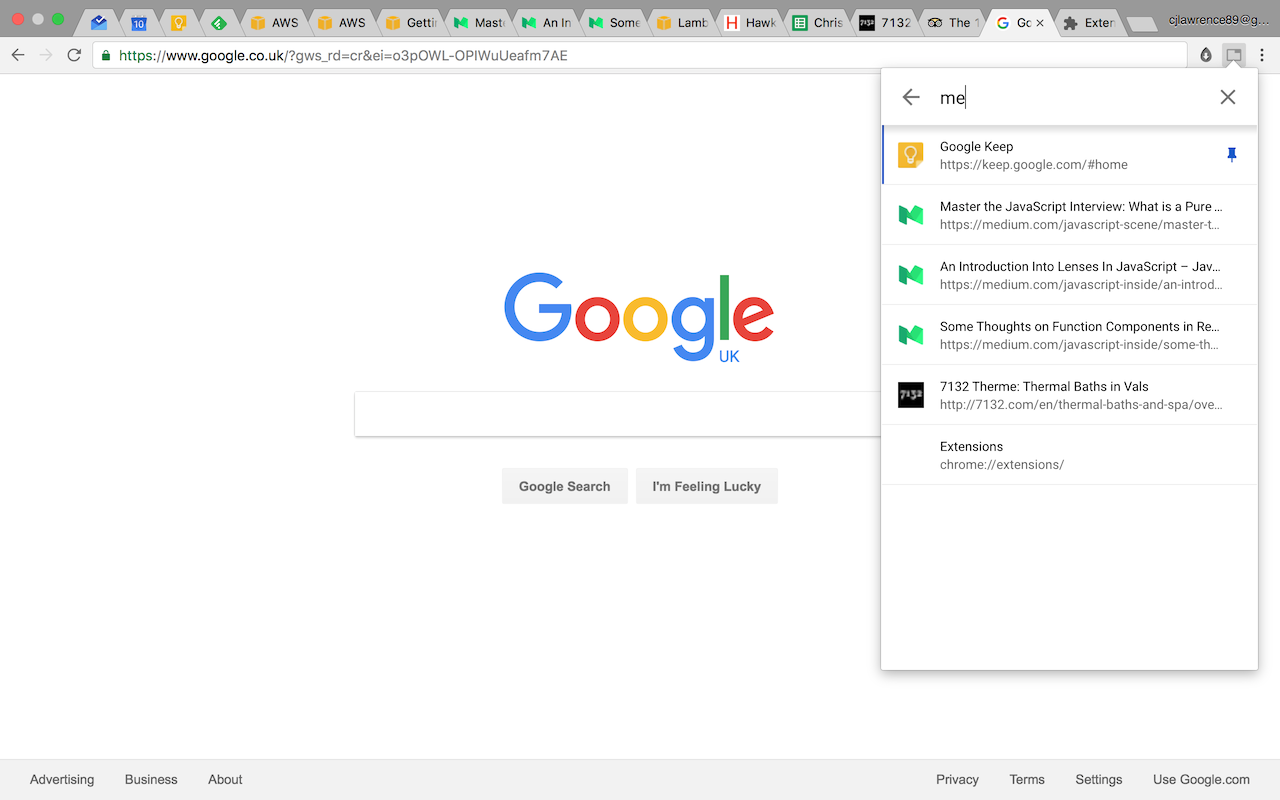 10
AWS
AWS
Gettin
Maste
An In
Some
Lamb
Hawk
Chris
7132
7132
The 1
Go
Exten
cjlawrence89@g...
https://www.google.co.uk/?gws_rd=cr&ei=o3pOWL-OPIWuUeafm7AE
me
Google Keep
https://keep.google.com/#home
Master the JavaScript Interview: What is a Pure ...
https://medium.com/javascript-scene/master-t...
An Introduction Into Lenses In JavaScript – Jav...
https://medium.com/javascript-inside/an-introd...
Some Thoughts on Function Components in Re...
https://medium.com/javascript-inside/some-th...
7132
7132 Therme: Thermal Baths in Vals
http://7132.com/en/thermal-baths-and-spa/ove...
Extensions
chrome://extensions/
Google
UK
Google Search
I'm Feeling Lucky
Advertising
Business
About
Privacy
Terms
Settings
Use Google.com